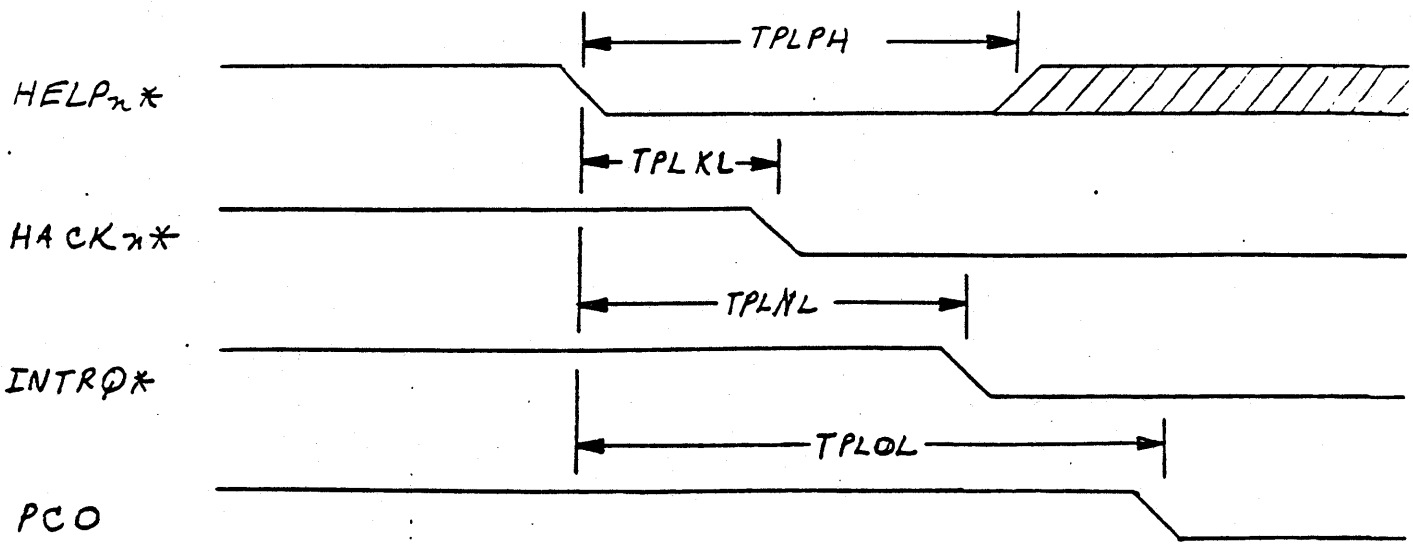 TPLPH
HELPn*
TPLKL
HACKn*
TPLNL
INTRQ*
TPLOL
PCO